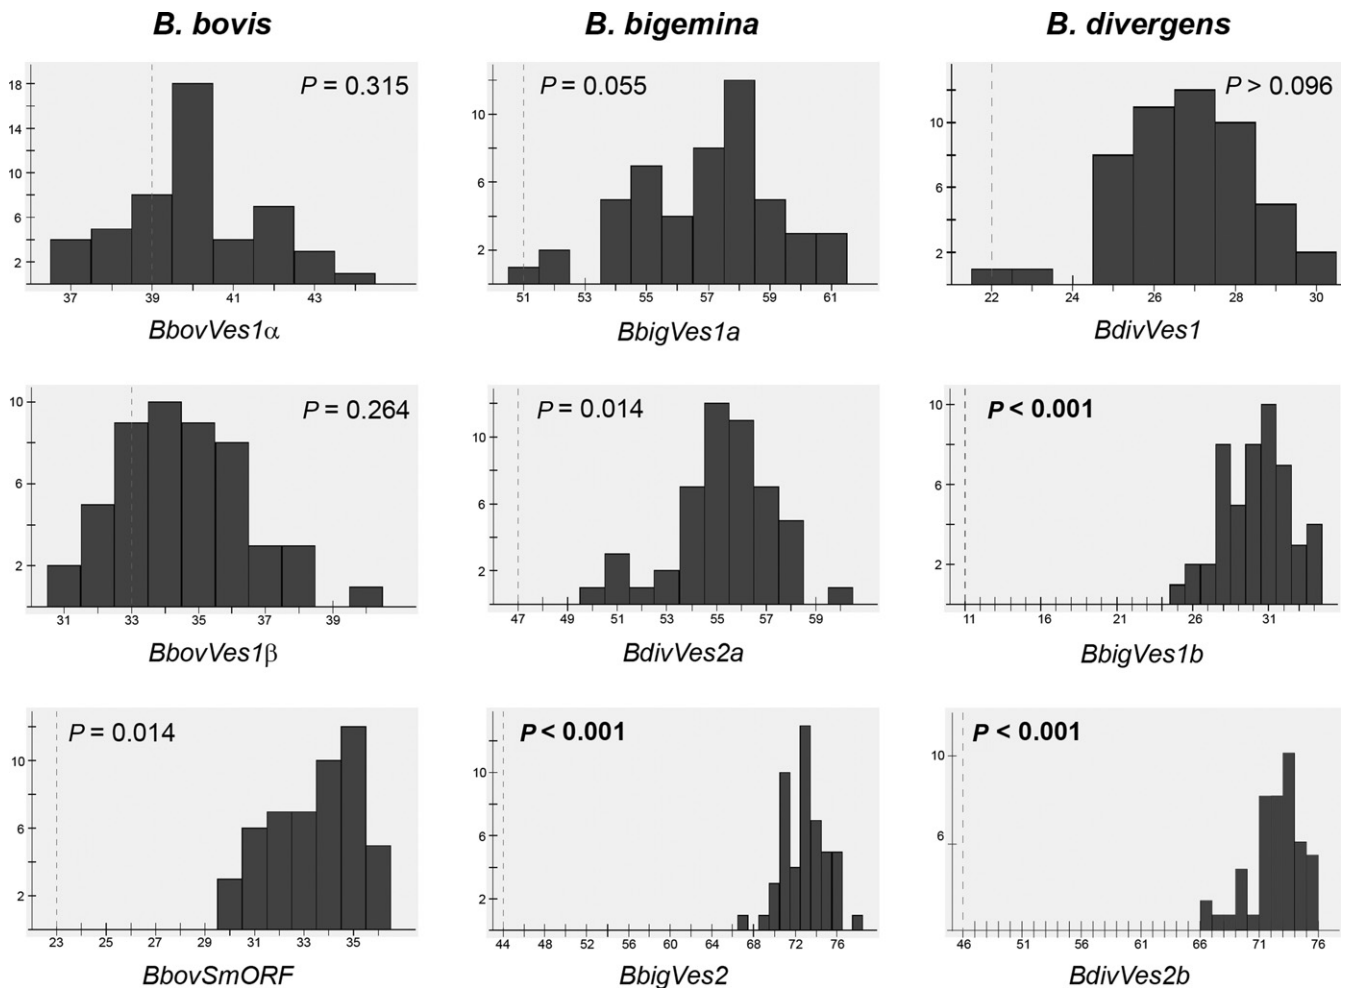 B. bovis B. bigemina B. divergens
P = 0.315
18
14
10
6
2
37 39 41 43
BbovVes1α
P = 0.055
10
6
2
51 53 55 57 59 61
BbigVes1a
P > 0.096
10
6
2
22 24 26 28 30
BdivVes1
P = 0.264
10
6
2
31 33 35 37 39
BbovVes1β
P = 0.014
10
6
2
47 49 51 53 55 57 59
BdivVes2a
P < 0.001
10
6
2
11 16 21 26 31
BbigVes1b
P = 0.014
10
6
2
23 25 27 29 31 33 35
BbovSmORF
P < 0.001
10
6
2
44 48 52 56 60 64 68 72 76
BbigVes2
P < 0.001
10
6
46 51 56 61 66 71 76
BdivVes2b